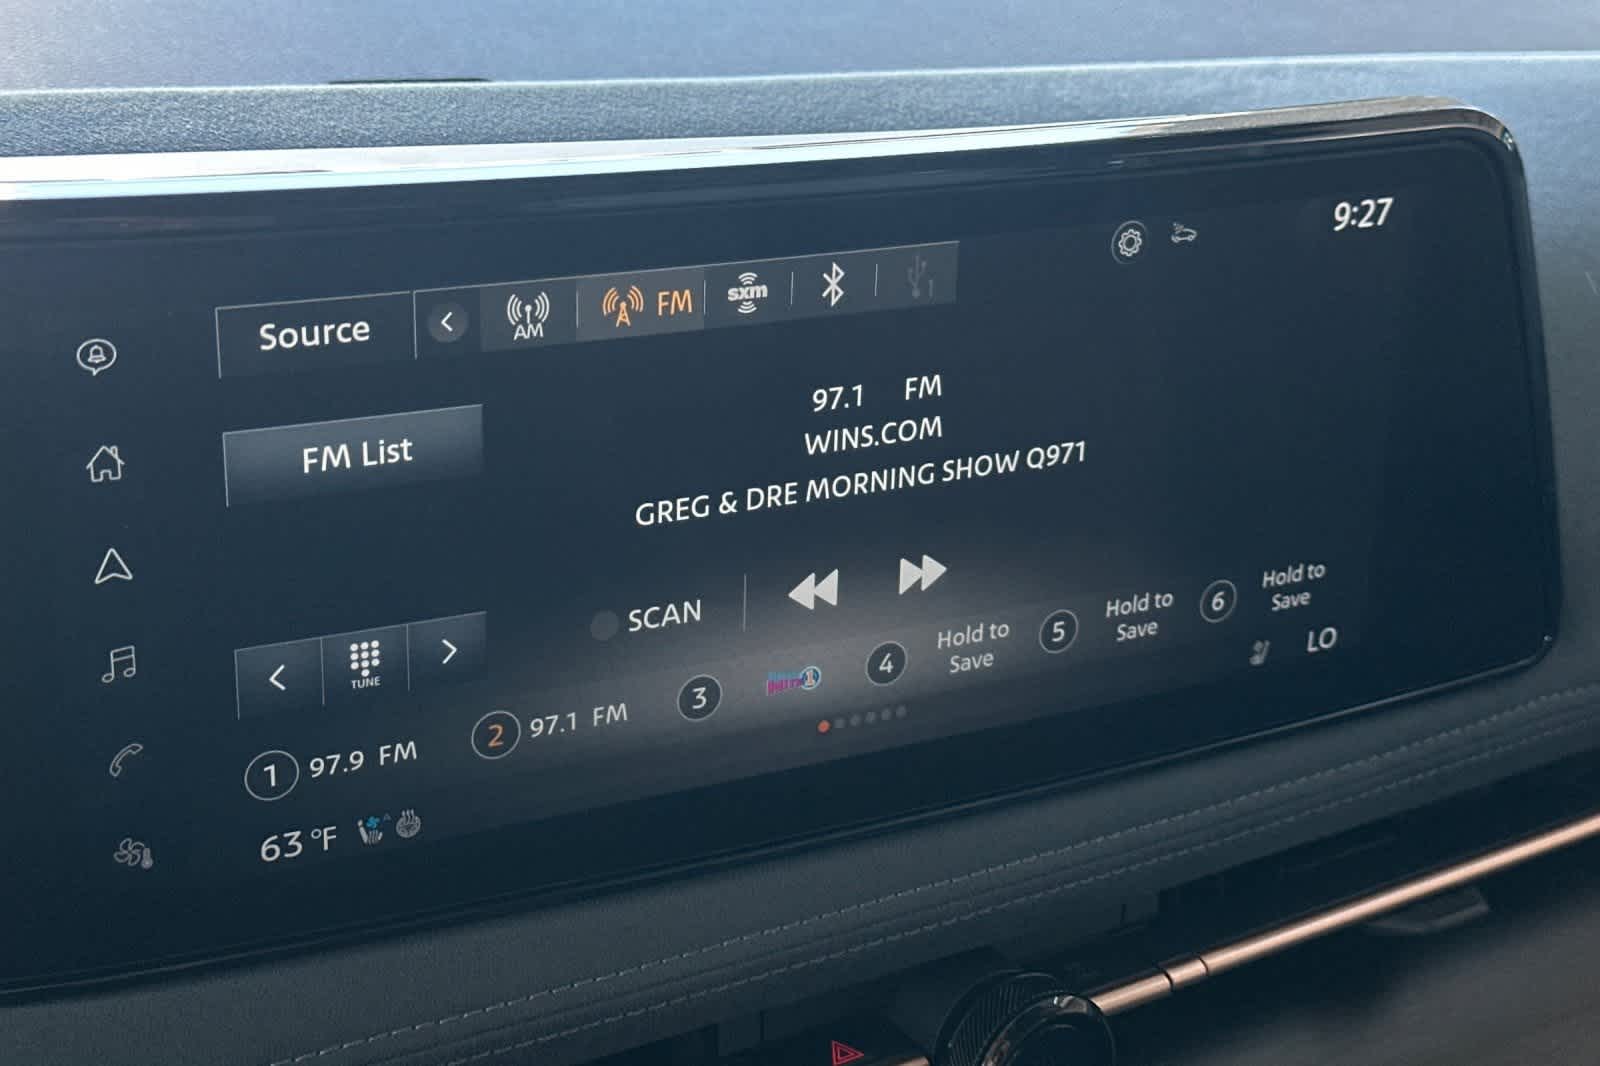 9:27
Source
AM
FM
sxm
1
97.1 FM
WINS.COM
GREG & DRE MORNING SHOW Q971
FM List
SCAN
TUNE
1 97.9 FM
2 97.1 FM
3
4 Hold to
Save
5 Hold to
Save
6 Hold to
Save
63 °F
LO